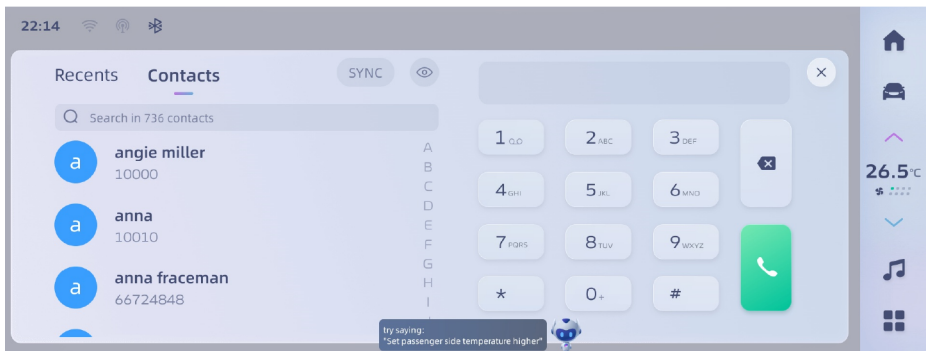 22:14
Recents Contacts SYNC
Search in 736 contacts
a angie miller
10000
a anna
10010
a anna fraceman
66724848
A
B
C
D
E
F
G
H
I
1
2 ABC
3 DEF
4 GHI
5 JKL
6 MNO
7 PQRS
8 TUV
9 WXYZ
*
0 +
#
26.5°C
try saying:
"Set passenger side temperature higher"